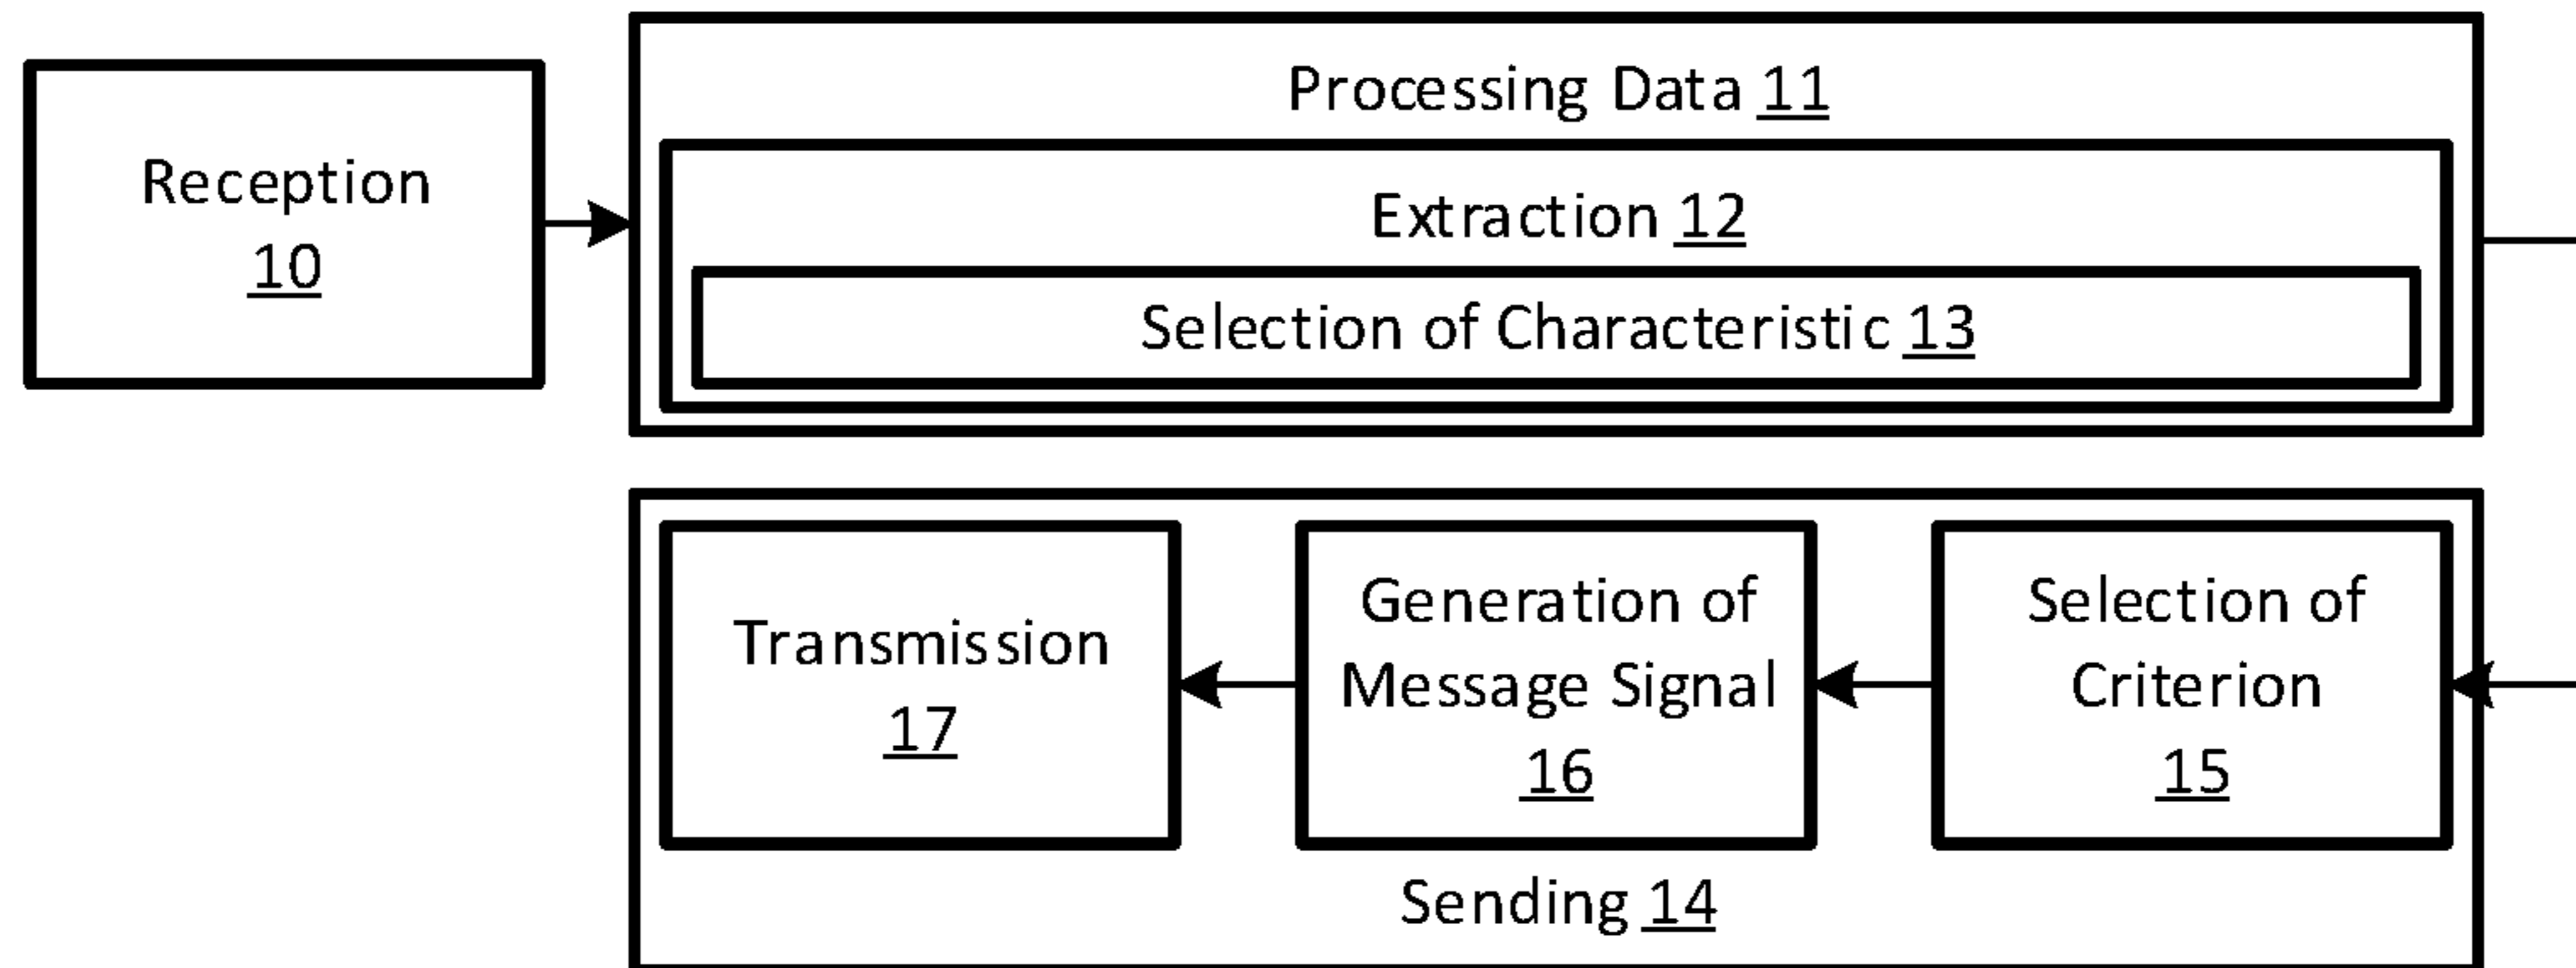 Reception
10
Processing Data 11
Extraction 12
Selection of Characteristic 13
Selection of
Criterion
15
Generation of
Message Signal
16
Transmission
17
Sending 14